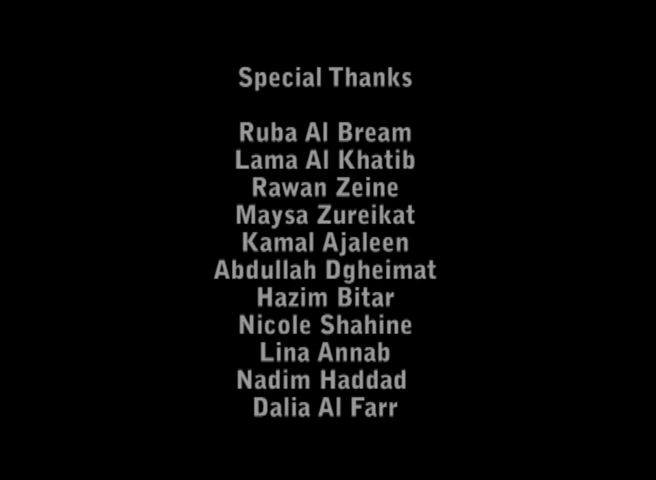 Special Thanks
Ruba Al Bream
Lama Al Khatib
Rawan Zeine
Maysa Zureikat
Kamal Ajaleen
Abdullah Dgheimat
Hazim Bitar
Nicole Shahine
Lina Annab
Nadim Haddad
Dalia Al Farr